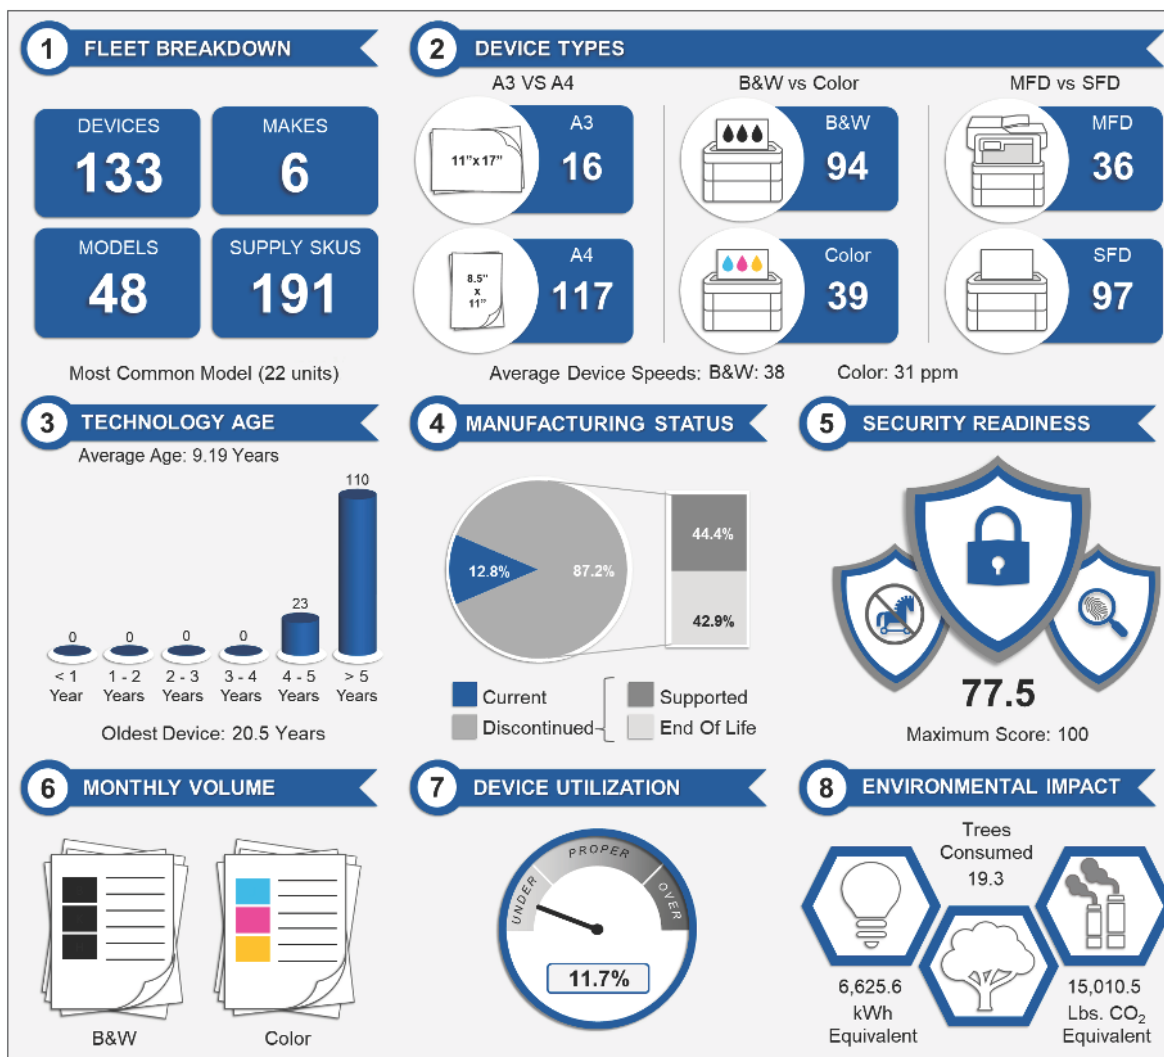 1 FLEET BREAKDOWN
DEVICES
133
MAKES
6
MODELS
48
SUPPLY SKUS
191
Most Common Model (22 units)
2 DEVICE TYPES
A3 VS A4
11"x 17"
A3
16
8.5"
x
11"
A4
117
B&W vs Color
B&W
94
Color
39
MFD vs SFD
MFD
36
SFD
97
Average Device Speeds: B&W: 38 Color: 31 ppm
3 TECHNOLOGY AGE
Average Age: 9.19 Years
0 0 0 0 23 110
< 1 1 - 2 2 - 3 3 - 4 4 - 5 > 5
Year Years Years Years Years Years
Oldest Device: 20.5 Years
4 MANUFACTURING STATUS
12.8% 87.2%
44.4%
42.9%
Current
Discontinued
Supported
End Of Life
5 SECURITY READINESS
77.5
Maximum Score: 100
6 MONTHLY VOLUME
B&W Color
7 DEVICE UTILIZATION
UNDER PROPER OVER
11.7%
8 ENVIRONMENTAL IMPACT
Trees
Consumed
19.3
6,625.6
kWh
Equivalent
15,010.5
Lbs. CO₂
Equivalent